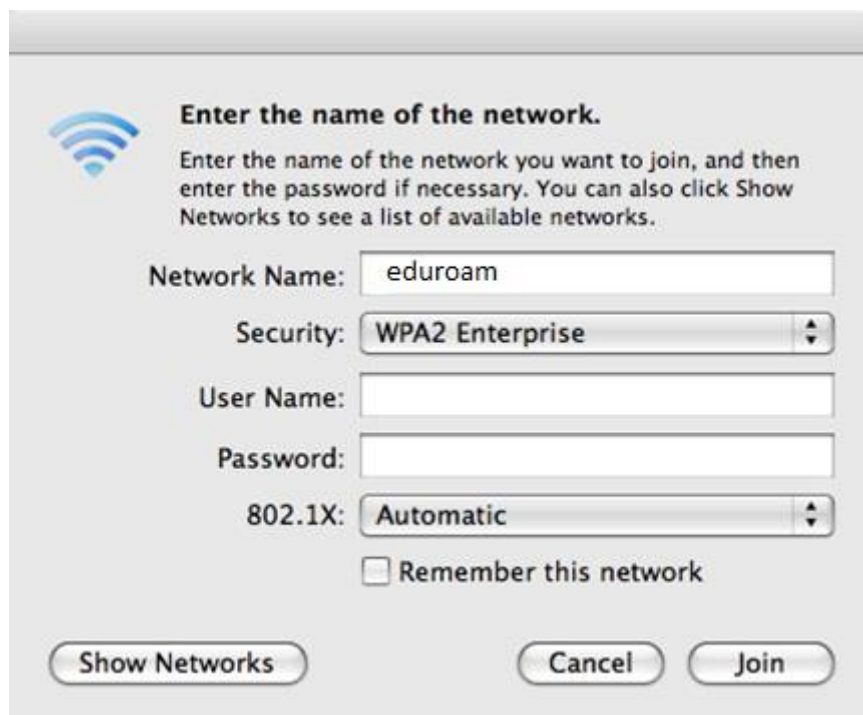 Enter the name of the network.
Enter the name of the network you want to join, and then
enter the password if necessary. You can also click Show
Networks to see a list of available networks.
Network Name: eduroam
Security: WPA2 Enterprise
User Name:
Password:
802.1X: Automatic
Remember this network
Show Networks Cancel Join